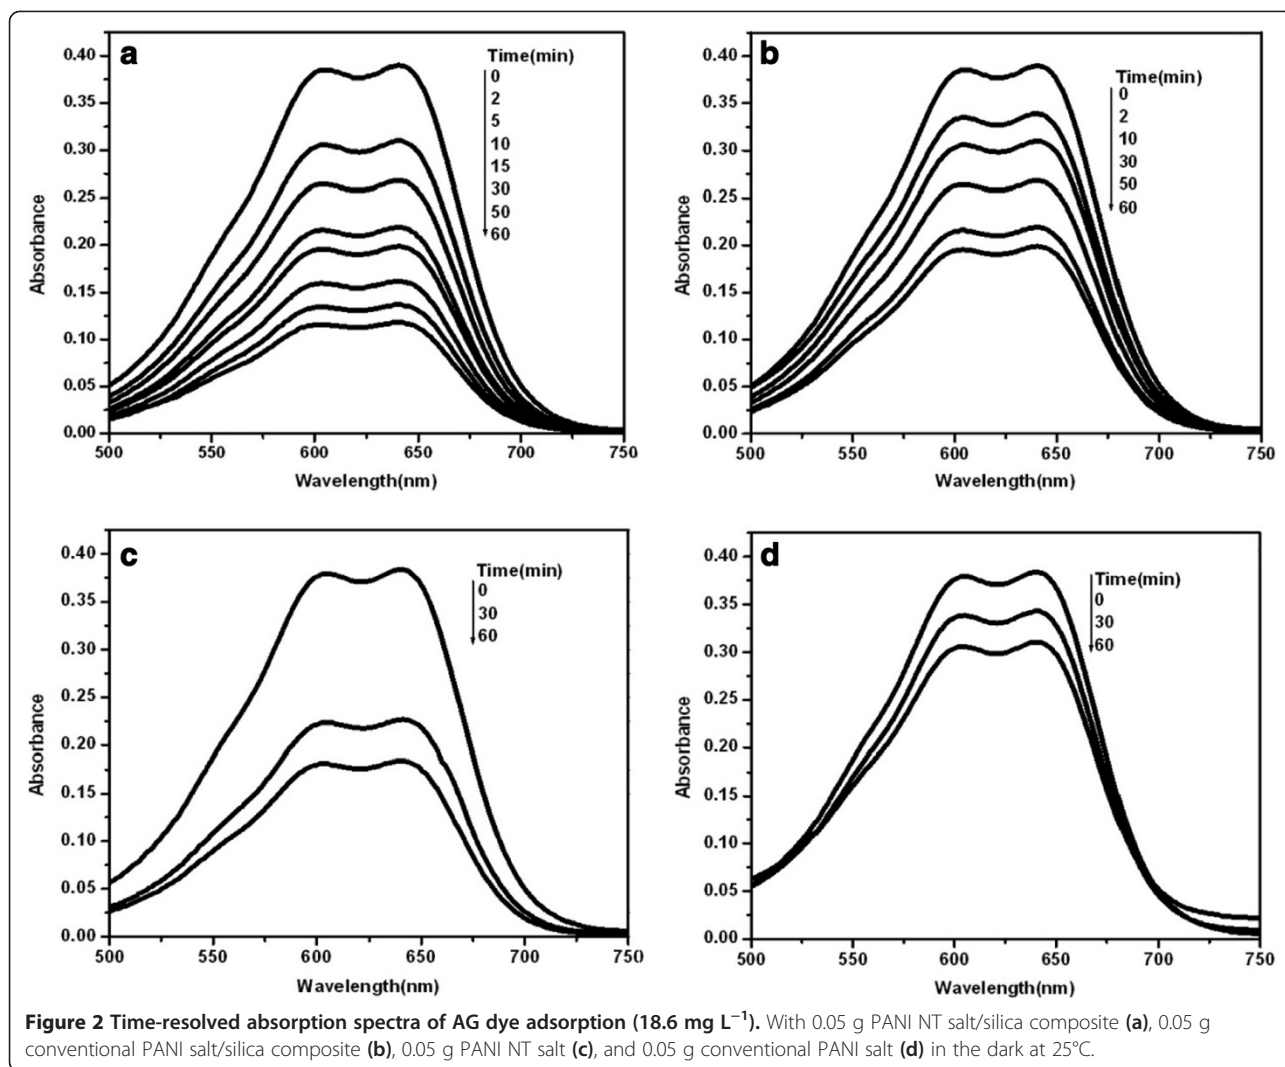 a
Time(min)
0
2
5
10
15
30
50
60
0.40
0.35
0.30
0.25
0.20
0.15
0.10
0.05
0.00
Absorbance
500 550 600 650 700 750
Wavelength(nm)
b
Time(min)
0
2
10
30
50
60
0.40
0.35
0.30
0.25
0.20
0.15
0.10
0.05
0.00
Absorbance
500 550 600 650 700 750
Wavelength(nm)
c
Time(min)
0
30
60
0.40
0.35
0.30
0.25
0.20
0.15
0.10
0.05
0.00
Absorbance
500 550 600 650 700 750
Wavelength(nm)
d
Time(min)
0
30
60
0.40
0.35
0.30
0.25
0.20
0.15
0.10
0.05
0.00
Absorbance
500 550 600 650 700 750
Wavelength(nm)
Figure 2 Time-resolved absorption spectra of AG dye adsorption (18.6 mg L⁻¹). With 0.05 g PANI NT salt/silica composite (a), 0.05 g
conventional PANI salt/silica composite (b), 0.05 g PANI NT salt (c), and 0.05 g conventional PANI salt (d) in the dark at 25°C.